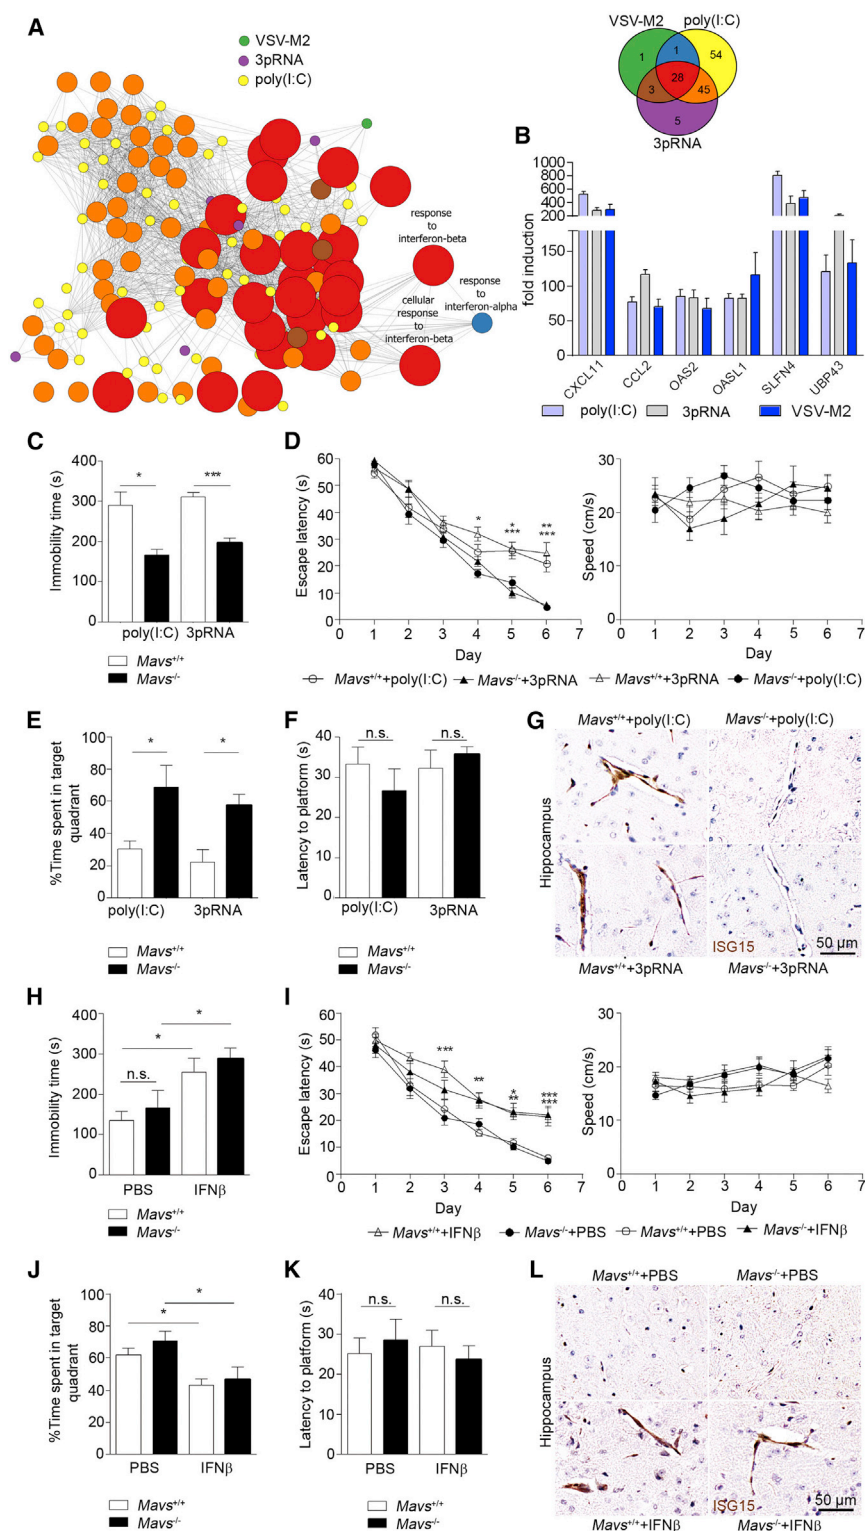 A
VSV-M2
3pRNA
poly(I:C)
response
to
interferon-beta
response
to
interferon-alpha
cellular
response
to
interferon-beta
VSV-M2
poly(I:C)
1
1
54
28
3
45
5
3pRNA
B
fold induction
1000
800
600
400
200
150
100
50
0
CXCL11
CCL2
OAS2
OASL1
SLFN4
UBP43
poly(I:C)
3pRNA
VSV-M2
C
Immobility time (s)
400
300
200
100
0
*
***
poly(I:C)
3pRNA
Mavs+/+
Mavs-/-
D
Escape latency (s)
60
50
40
30
20
10
0
*
*
***
**
***
0 1 2 3 4 5 6 7
Day
Speed (cm/s)
30
20
10
0
0 1 2 3 4 5 6 7
Day
Mavs+/++poly(I:C)
Mavs-/-+3pRNA
Mavs+/++3pRNA
Mavs-/-+poly(I:C)
E
%Time spent in target
quadrant
100
80
60
40
20
0
*
*
poly(I:C)
3pRNA
Mavs+/+
Mavs-/-
F
Latency to platform (s)
40
30
20
10
0
n.s.
n.s.
poly(I:C)
3pRNA
Mavs+/+
Mavs-/-
G
Mavs+/++poly(I:C)
Mavs-/-+poly(I:C)
Hippocampus
ISG15
50 µm
Mavs+/++3pRNA
Mavs-/-+3pRNA
H
Immobility time (s)
400
300
200
100
0
*
*
n.s.
PBS
IFNβ
Mavs+/+
Mavs-/-
I
Escape latency (s)
60
50
40
30
20
10
0
***
**
*
**
***
***
0 1 2 3 4 5 6 7
Day
Speed (cm/s)
30
20
10
0
0 1 2 3 4 5 6 7
Day
Mavs+/++IFNβ
Mavs-/-+PBS
Mavs+/++PBS
Mavs-/-+IFNβ
J
%Time spent in target
quadrant
100
80
60
40
20
0
*
*
PBS
IFNβ
Mavs+/+
Mavs-/-
K
Latency to platform (s)
40
30
20
10
0
n.s.
n.s.
PBS
IFNβ
Mavs+/+
Mavs-/-
L
Mavs+/++PBS
Mavs-/-+PBS
Hippocampus
ISG15
50 µm
Mavs+/++IFNβ
Mavs-/-+IFNβ